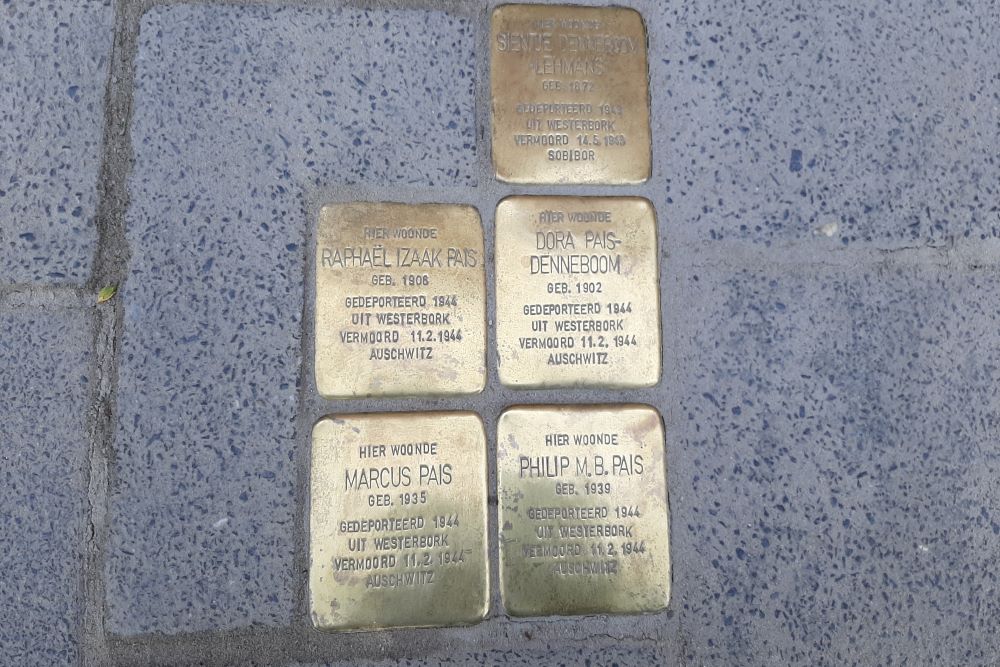 HIER WOONDE
SIENTJE DENNEBOOM
LEHMANS
GEB. 1872
GEDEPORTEERD 1943
UIT WESTERBORK
VERMOORD 14.5.1943
SOBIBOR
HIER WOONDE
RAPHAËL IZAAK PAIS
GEB. 1906
GEDEPORTEERD 1944
UIT WESTERBORK
VERMOORD 11.2.1944
AUSCHWITZ
HIER WOONDE
DORA PAIS-
DENNEBOOM
GEB. 1902
GEDEPORTEERD 1944
UIT WESTERBORK
VERMOORD 11.2.1944
AUSCHWITZ
HIER WOONDE
MARCUS PAIS
GEB. 1935
GEDEPORTEERD 1944
UIT WESTERBORK
VERMOORD 11.2.1944
AUSCHWITZ
HIER WOONDE
PHILIP M.B. PAIS
GEB. 1939
GEDEPORTEERD 1944
UIT WESTERBORK
VERMOORD 11.2.1944
AUSCHWITZ